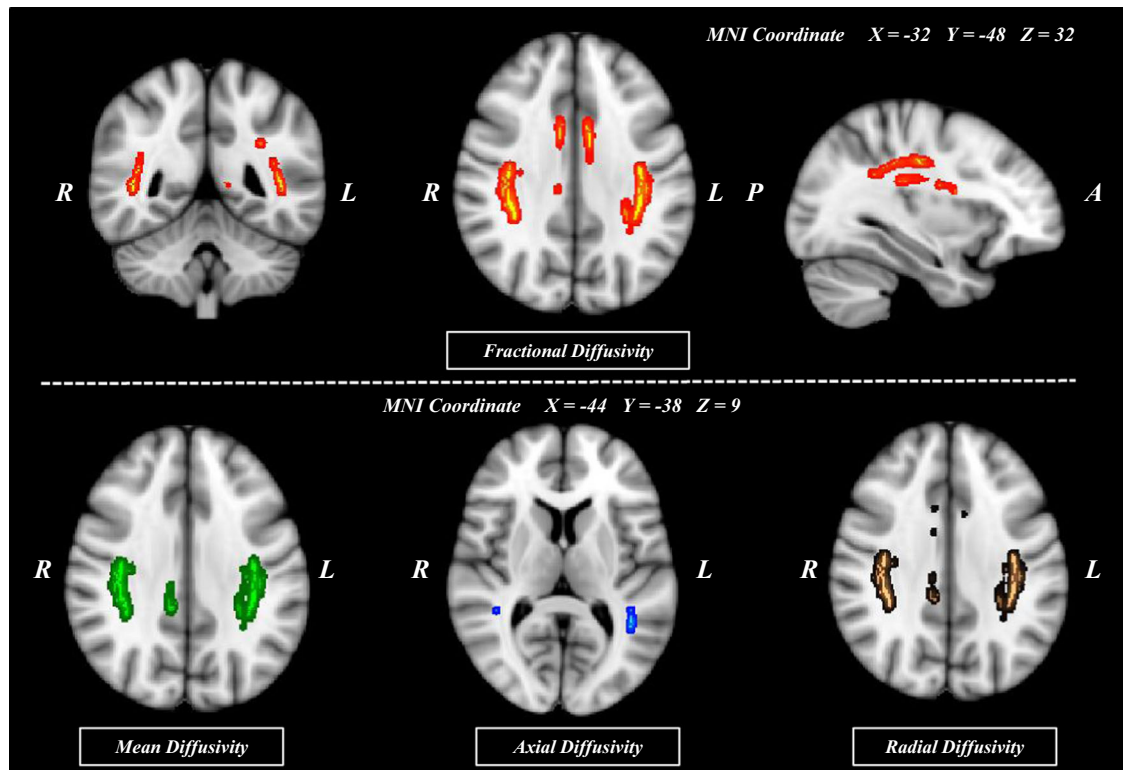 MNI Coordinate X = -32 Y = -48 Z = 32
R L R L P A
Fractional Diffusivity
MNI Coordinate X = -44 Y = -38 Z = 9
R L R L R L
Mean Diffusivity
Axial Diffusivity
Radial Diffusivity